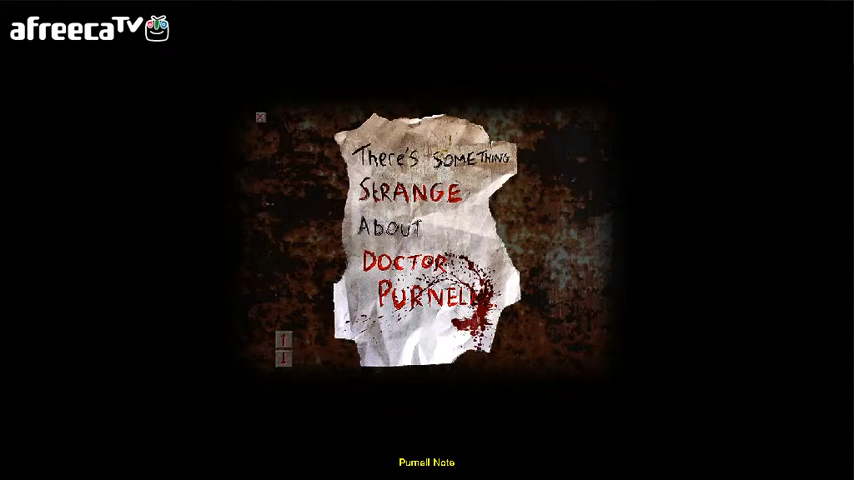 afreecaTV
There's SOMETHING
STRANGE
ABOUT
DOCTOR
PURNELL
Purnell Note